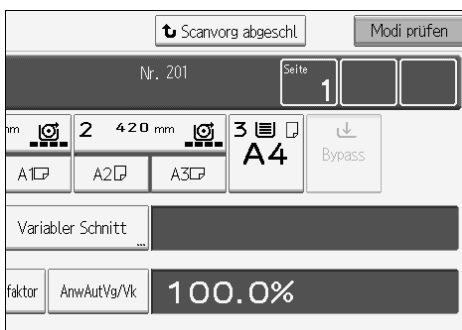 Scanvorg abgeschl Modi prüfen
Nr. 201 Seite 1
mm 2 420 mm 3 A4 Bypass
A1 A2 A3
Variabler Schnitt ...
faktor AnwAutVg/Vk 100.0%